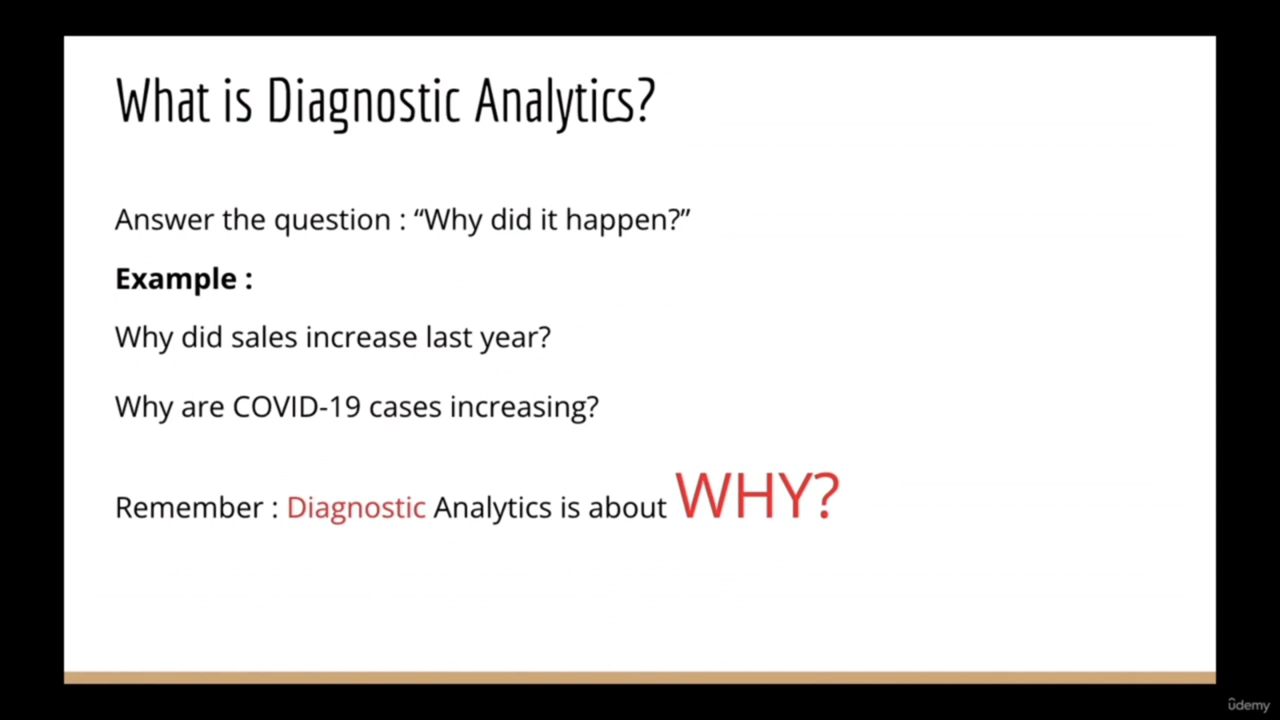 What is Diagnostic Analytics?
Answer the question : “Why did it happen?”
Example :
Why did sales increase last year?
Why are COVID-19 cases increasing?
Remember : Diagnostic Analytics is about WHY?
ûdemy